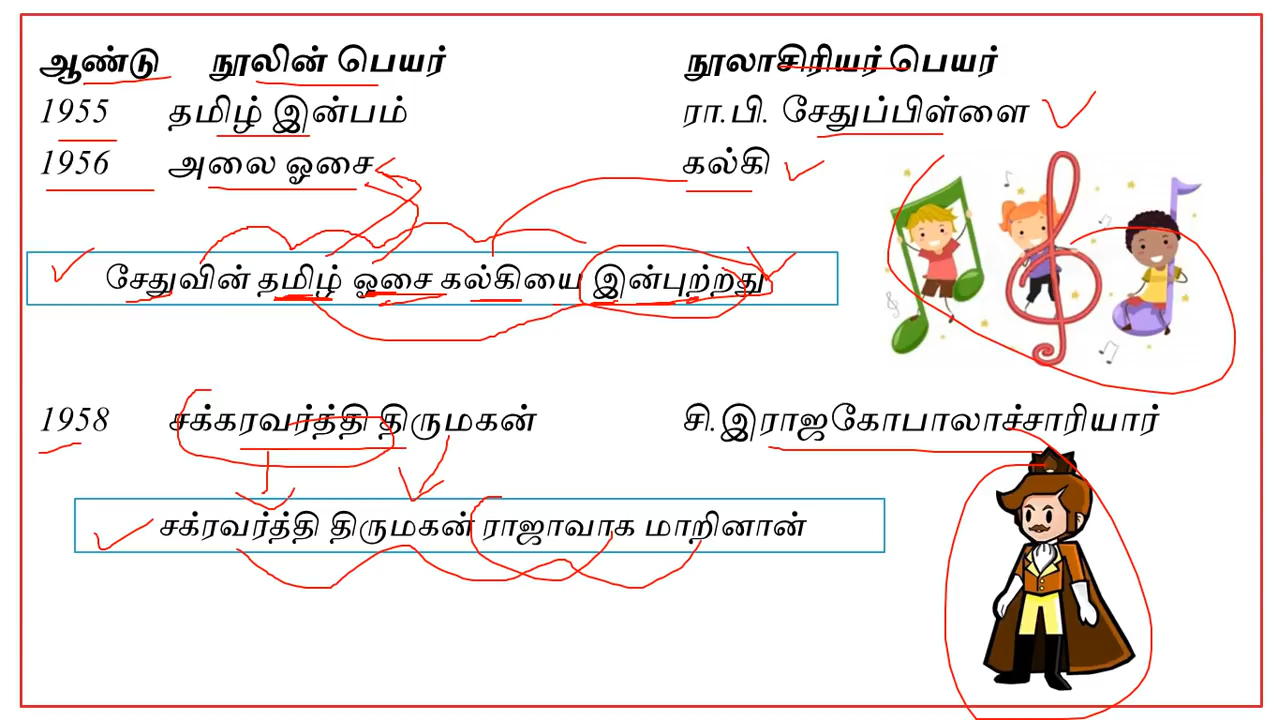 ஆண்டு நூலின் பெயர் நூலாசிரியர் பெயர்
1955 தமிழ் இன்பம் ரா.பி. சேதுப்பிள்ளை
1956 அலை ஓசை கல்கி
சேதுவின் தமிழ் ஓசை கல்கியை இன்புற்றது
1958 சக்கரவர்த்தி திருமகன் சி.இராஜகோபாலாச்சாரியார்
சக்ரவர்த்தி திருமகன் ராஜாவாக மாறினான்